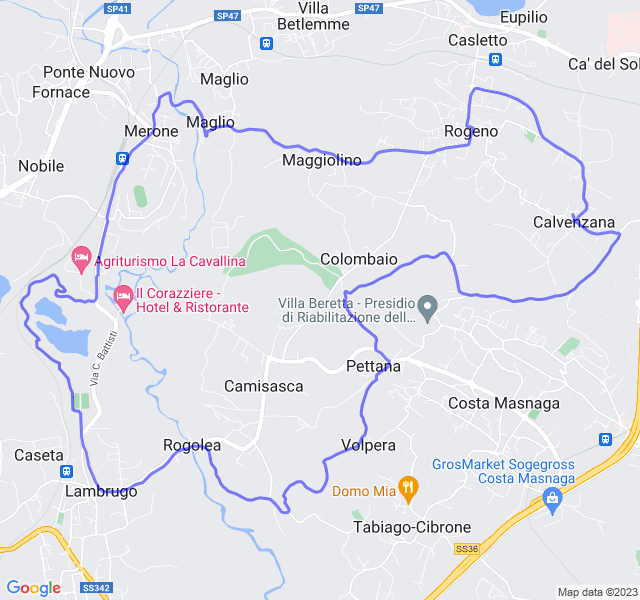 SP41
SP47
Villa
Betlemme
SP47
Eupilio
Casletto
Ca' del Sol
Ponte Nuovo
Maglio
Fornace
Merone
Maglio
Rogeno
Maggiolino
Nobile
Calvenzana
Agriturismo La Cavallina
Colombaio
Il Corazziere -
Hotel & Ristorante
Villa Beretta - Presidio
di Riabilitazione dell...
Via C. Battisti
Pettana
Camisasca
Costa Masnaga
Rogolea
Volpera
Caseta
GrosMarket Sogegross
Costa Masnaga
Lambrugo
Domo Mia
Tabiago-Cibrone
SS36
SS342
Google
Map data ©2023